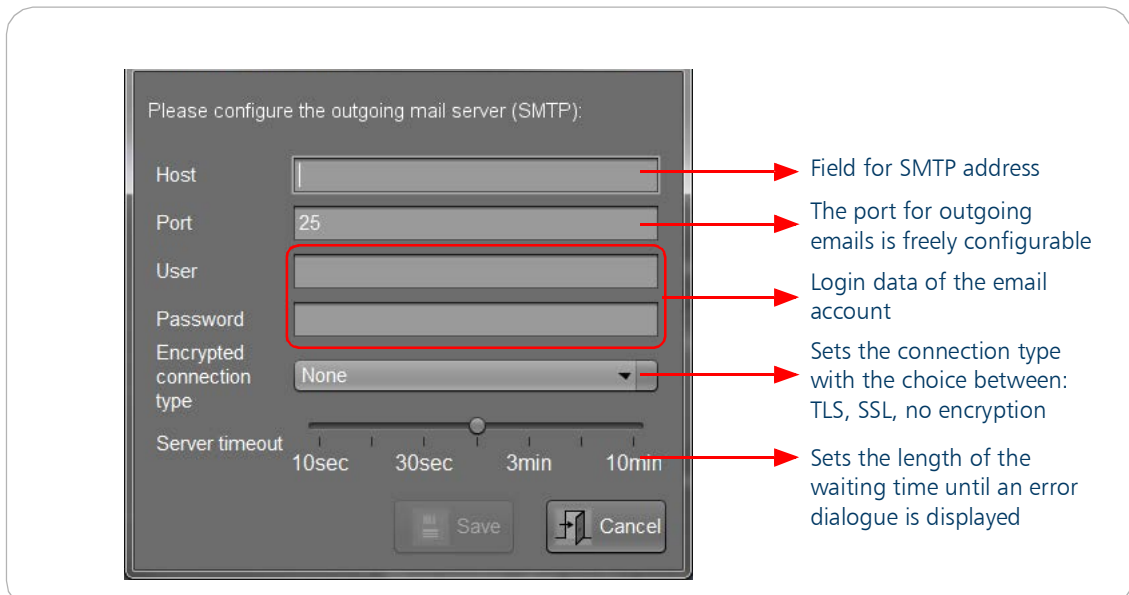 Please configure the outgoing mail server (SMTP):
Host
Field for SMTP address
Port
25
The port for outgoing
emails is freely configurable
User
Password
Login data of the email
account
Encrypted
connection
type
None
Sets the connection type
with the choice between:
TLS, SSL, no encryption
Server timeout
10sec
30sec
3min
10min
Sets the length of the
waiting time until an error
dialogue is displayed
Save
Cancel